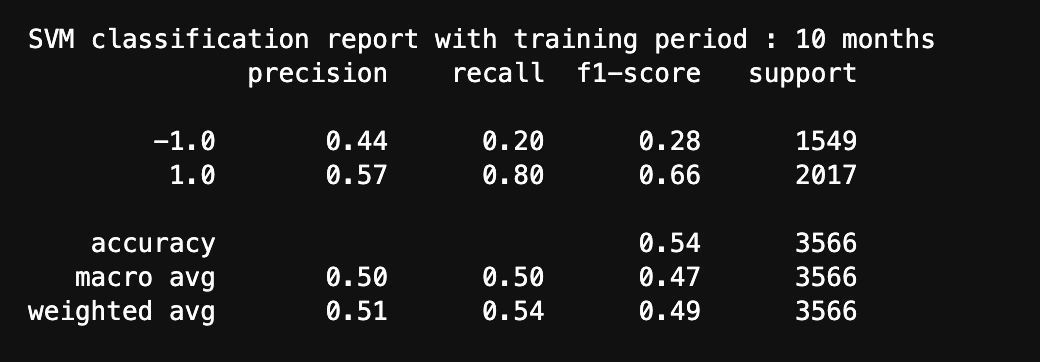 SVM classification report with training period : 10 months
precision recall f1-score support
-1.0 0.44 0.20 0.28 1549
1.0 0.57 0.80 0.66 2017
accuracy 0.54 3566
macro avg 0.50 0.50 0.47 3566
weighted avg 0.51 0.54 0.49 3566